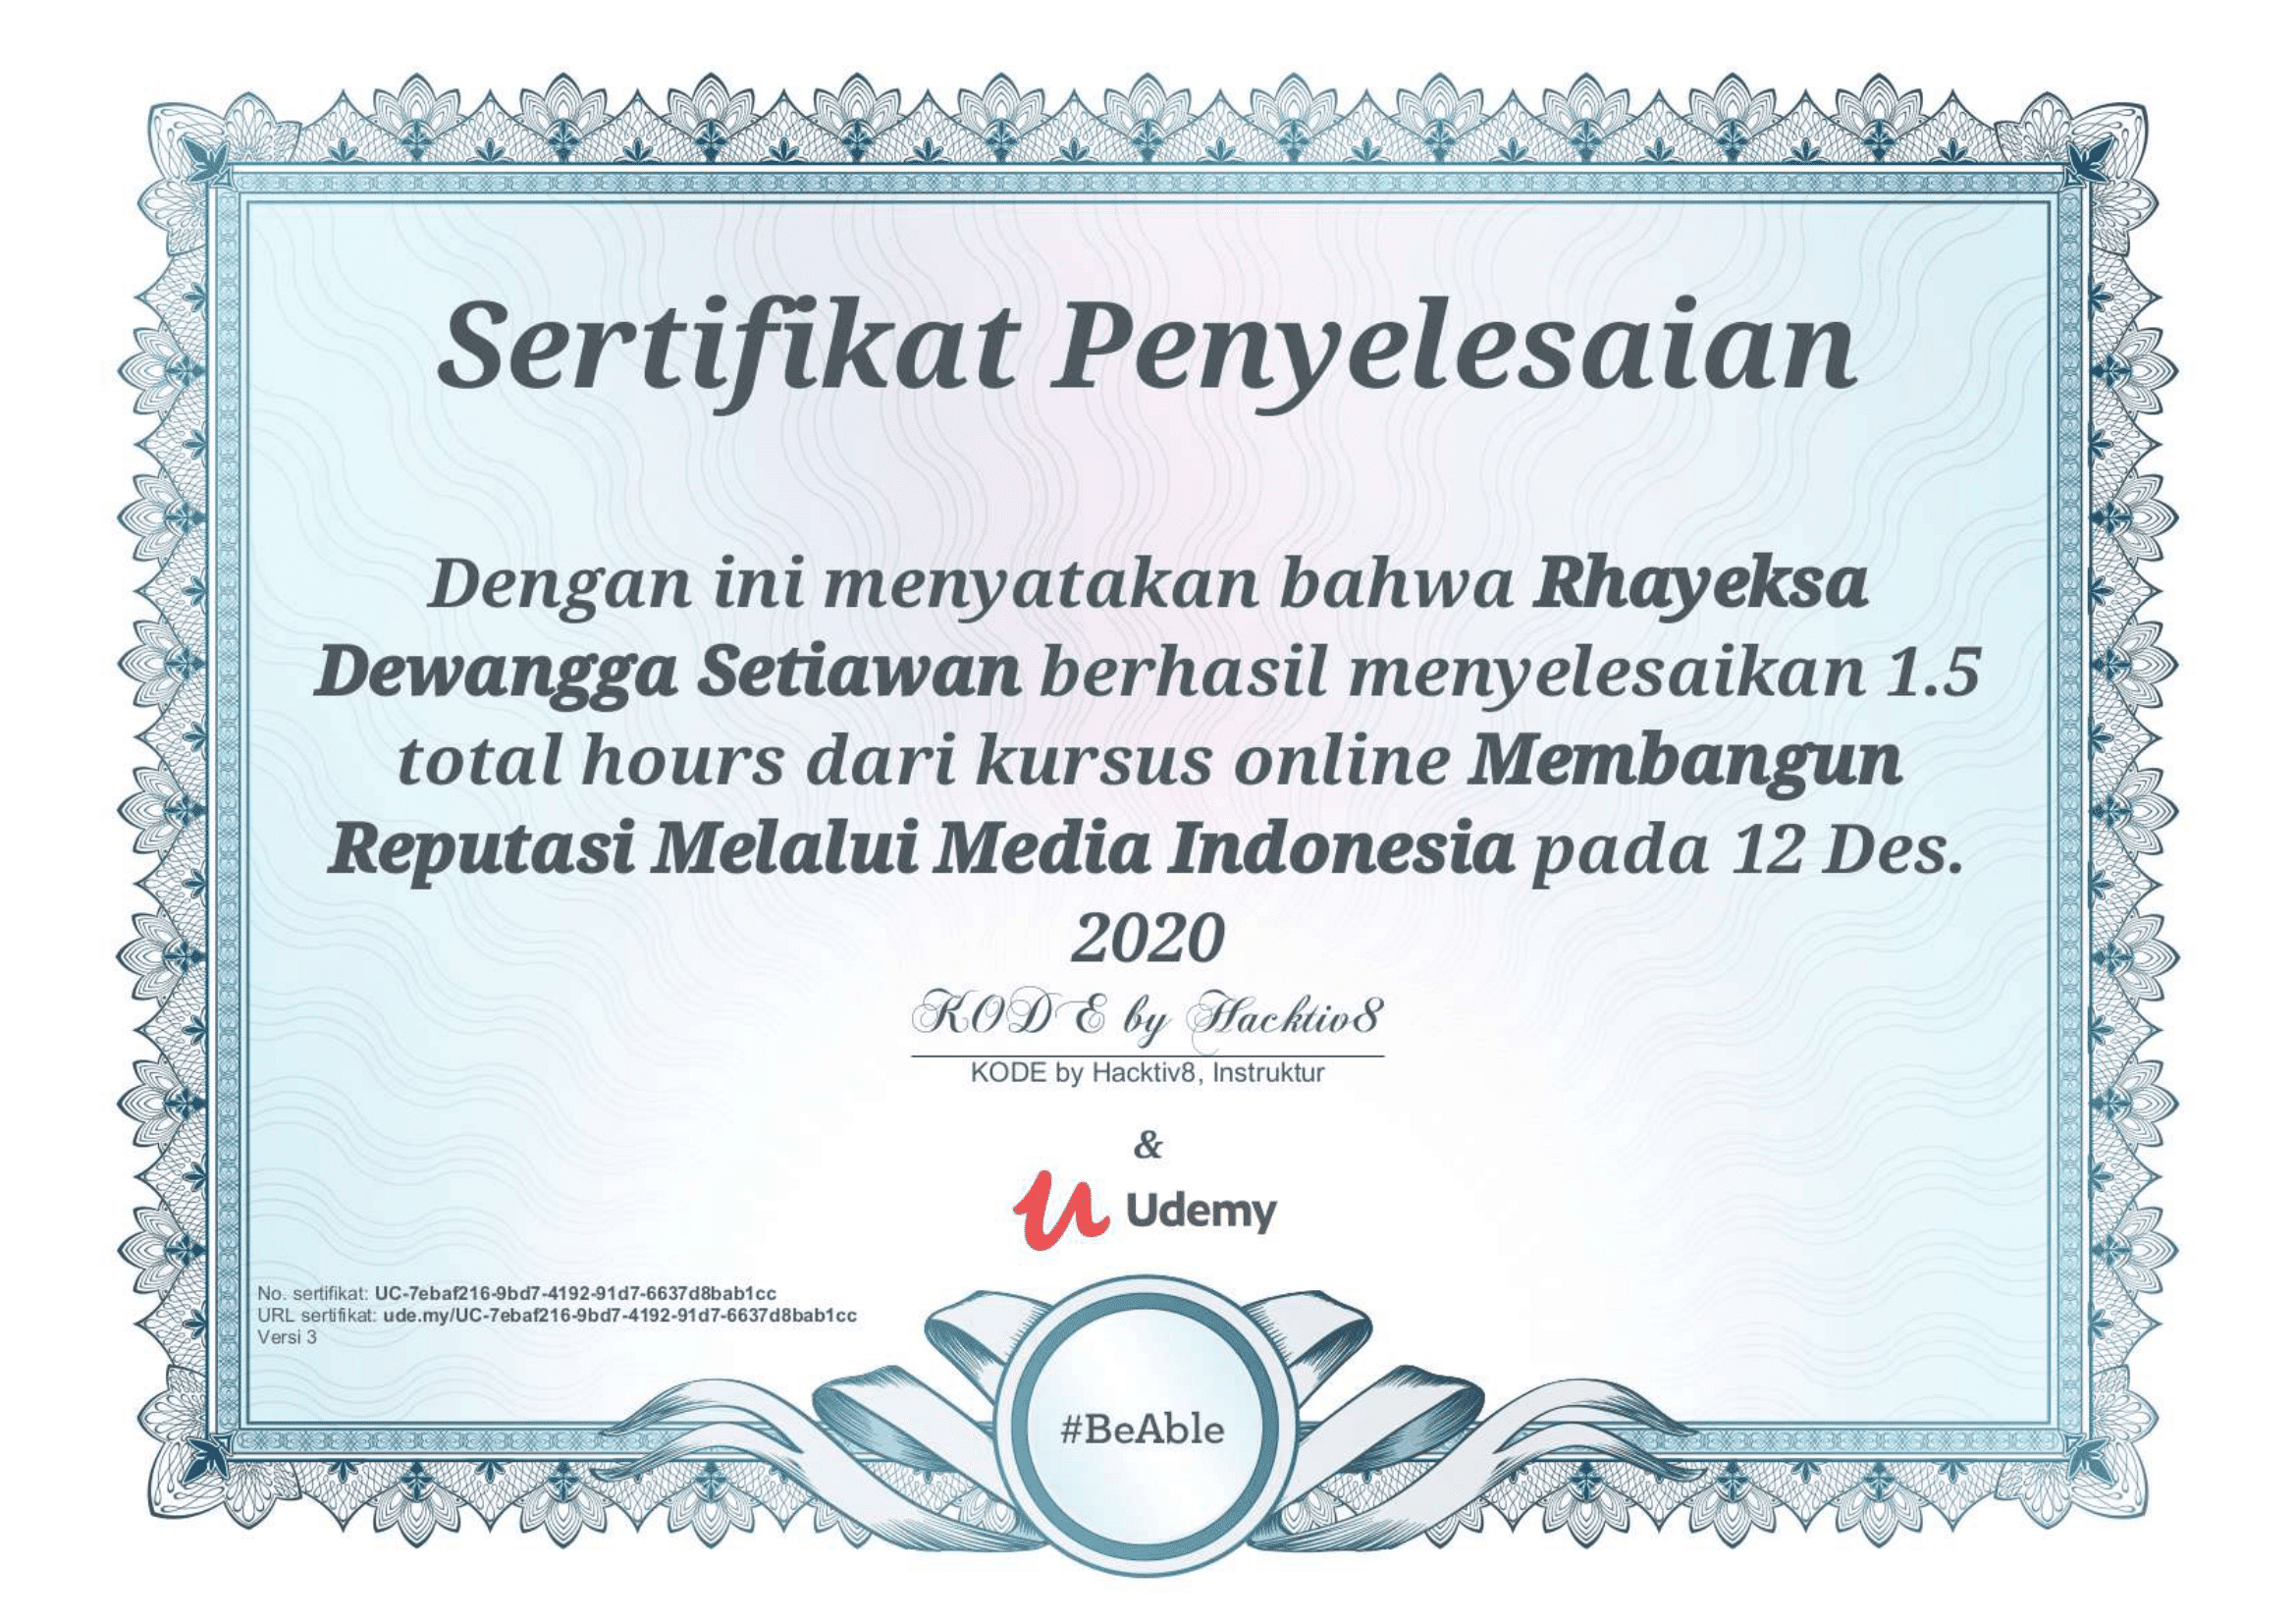 Sertifikat Penyelesaian
Dengan ini menyatakan bahwa Rhayeksa
Dewangga Setiawan berhasil menyelesaikan 1.5
total hours dari kursus online Membangun
Reputasi Melalui Media Indonesia pada 12 Des.
2020
KODE by Hacktiv8
KODE by Hacktiv8, Instruktur
&
Udemy
No. sertifikat: UC-7ebaf216-9bd7-4192-91d7-6637d8bab1cc
URL sertifikat: ude.my/UC-7ebaf216-9bd7-4192-91d7-6637d8bab1cc
Versi 3
#BeAble